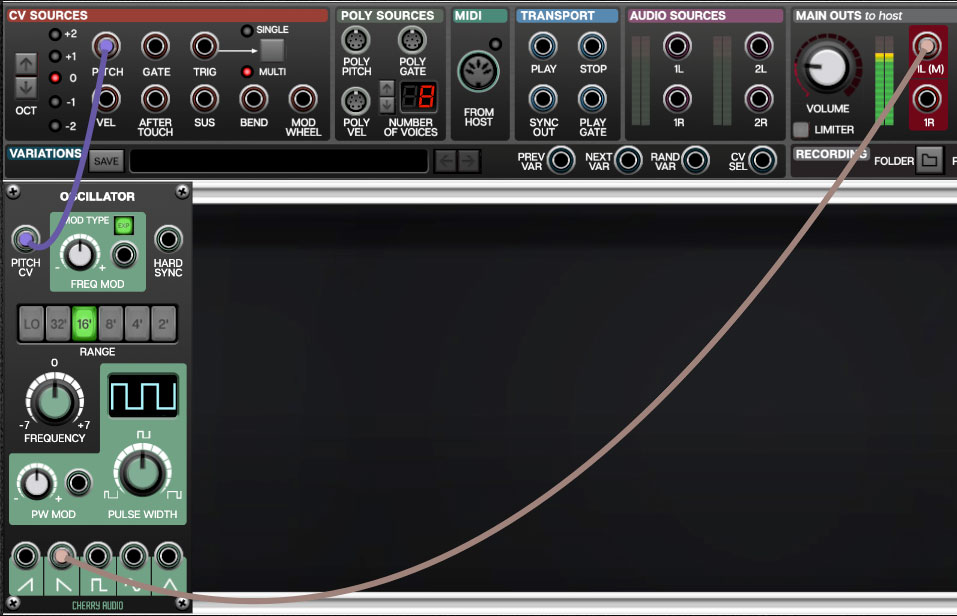 CV SOURCES
+2
+1
0
-1
-2
OCT
PITCH
GATE
TRIG
SINGLE
MULTI
VEL
AFTER
TOUCH
SUS
BEND
MOD
WHEEL
POLY SOURCES
POLY
PITCH
POLY
GATE
POLY
VEL
8
NUMBER
OF VOICES
MIDI
FROM
HOST
TRANSPORT
PLAY
STOP
SYNC
OUT
PLAY
GATE
AUDIO SOURCES
1L
2L
1R
2R
MAIN OUTS to host
VOLUME
LIMITER
1L (M)
1R
VARIATIONS
SAVE
PREV
VAR
NEXT
VAR
RAND
VAR
CV
SEL
RECORDING
FOLDER
OSCILLATOR
MOD TYPE
EXP
PITCH
CV
- +
FREQ MOD
HARD
SYNC
LO 32' 16' 8' 4' 2'
RANGE
0
-7 +7
FREQUENCY
- +
PW MOD
PULSE WIDTH
CHERRY AUDIO